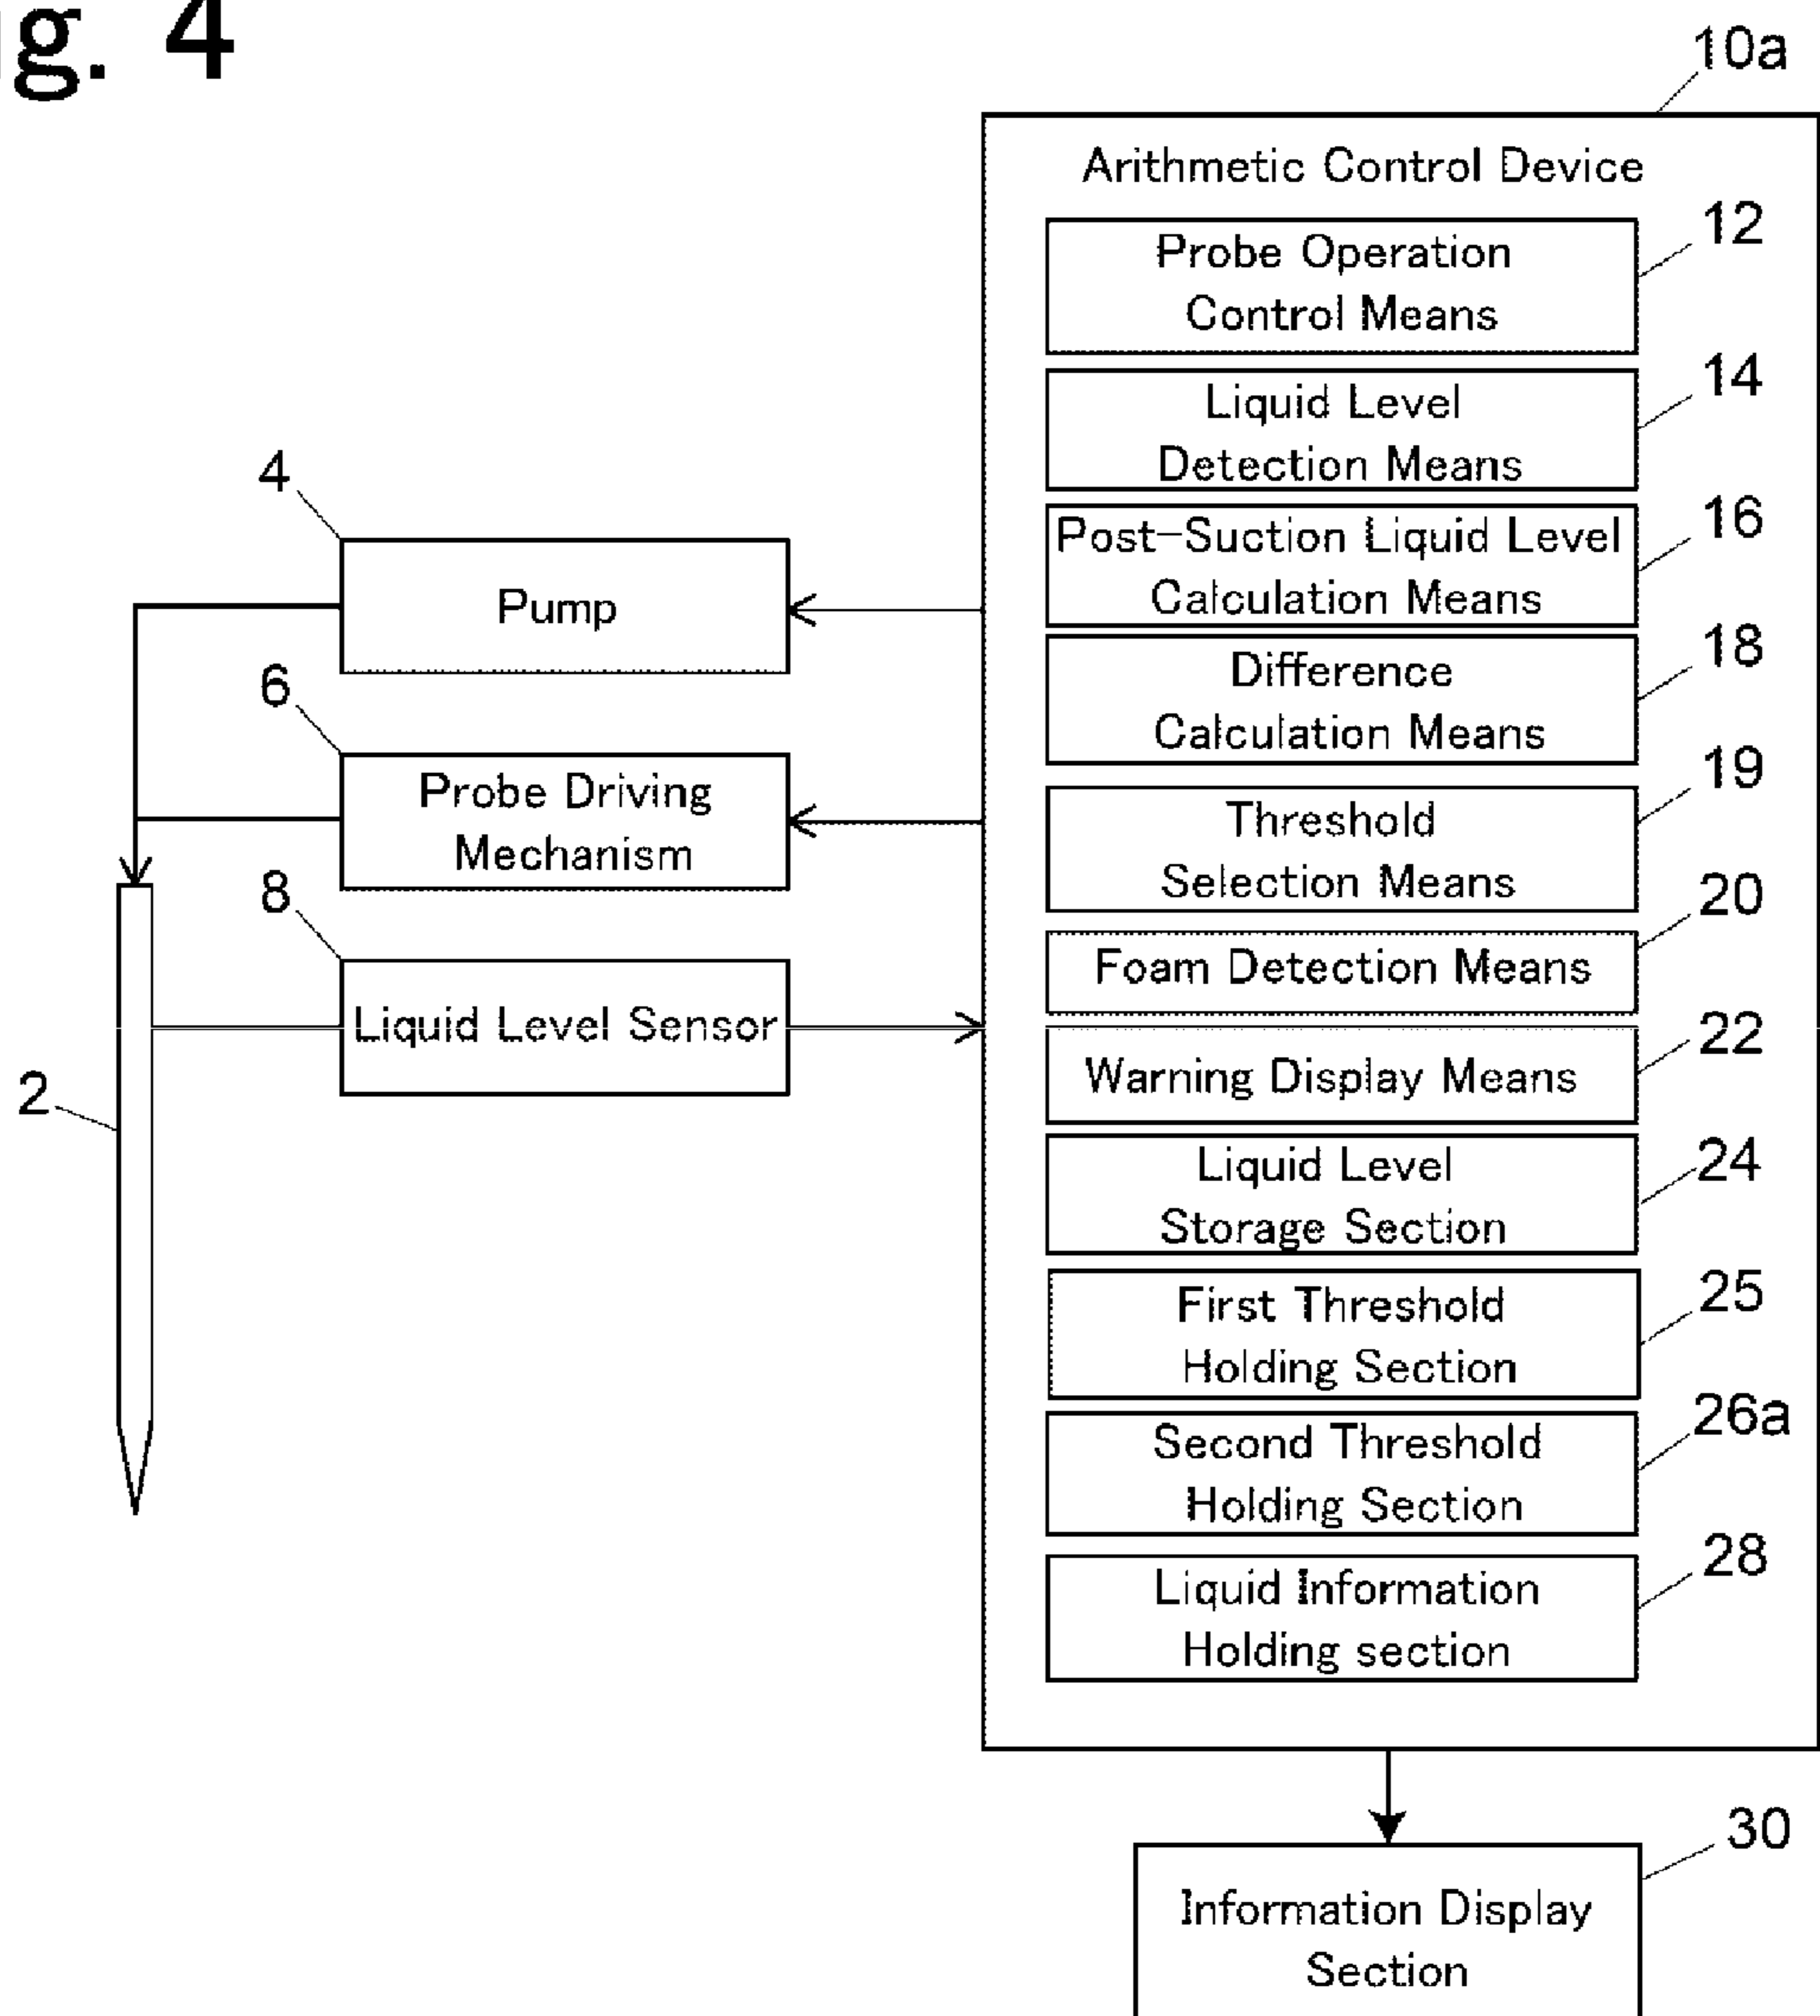 g. 4
10a
Arithmetic Control Device
12
Probe Operation
Control Means
14
Liquid Level
Detection Means
16
Post-Suction Liquid Level
Calculation Means
18
Difference
Calculation Means
19
Threshold
Selection Means
20
Foam Detection Means
22
Warning Display Means
24
Liquid Level
Storage Section
25
First Threshold
Holding Section
26a
Second Threshold
Holding Section
28
Liquid Information
Holding section
4
Pump
6
Probe Driving
Mechanism
8
Liquid Level Sensor
2
30
Information Display
Section